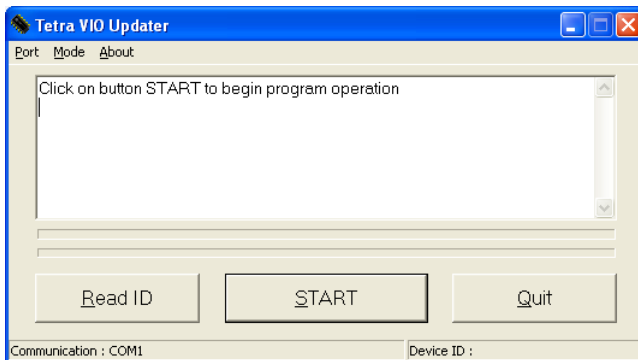 Tetra VIO Updater
Port Mode About
Click on button START to begin program operation
Read ID START Quit
Communication : COM1 Device ID :